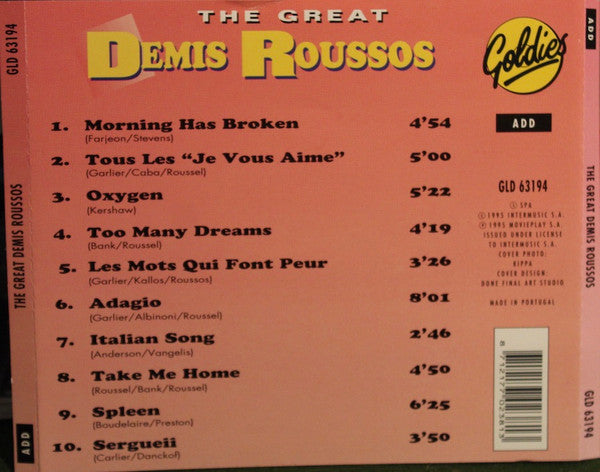 THE GREAT
DEMIS ROUSSOS
Goldies
ADD
GLD 63194
THE GREAT DEMIS ROUSSOS
ADD
1. Morning Has Broken 4'54
(Farjeon/Stevens)
2. Tous Les "Je Vous Aime" 5'00
(Garlier/Caba/Roussel)
3. Oxygen 5'22
(Kershaw)
4. Too Many Dreams 4'19
(Bank/Roussel)
5. Les Mots Qui Font Peur 3'26
(Garlier/Kallos/Roussos)
6. Adagio 8'01
(Garlier/Albinoni/Roussel)
7. Italian Song 2'46
(Anderson/Vangelis)
8. Take Me Home 4'50
(Roussel/Bank/Roussel)
9. Spleen 6'25
(Boudelaire/Preston)
10. Sergueii 3'50
(Carlier/Danckof)
ADD
GLD 63194
Ⓛ SPA
© 1995 INTERMUSIC S.A.
℗ 1995 MOVIEPLAY S.A.
ISSUED UNDER LICENSE
TO INTERMUSIC S.A.
COVER PHOTO:
KIPPA
COVER DESIGN:
DONE FINAL ART STUDIO
MADE IN PORTUGAL
8 712177 023813
ADD
THE GREAT DEMIS ROUSSOS
GLD 63194